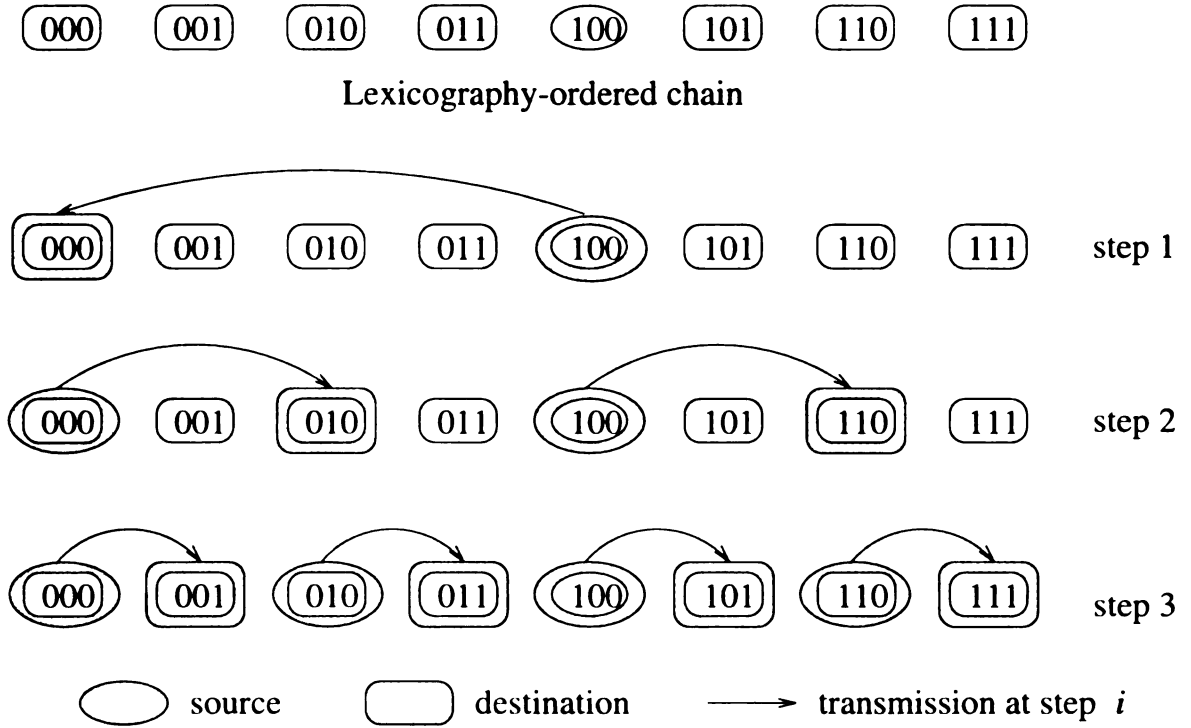 000 001 010 011 100 101 110 111
Lexicography-ordered chain
000 001 010 011 100 101 110 111 step 1
000 001 010 011 100 101 110 111 step 2
000 001 010 011 100 101 110 111 step 3
source destination transmission at step i